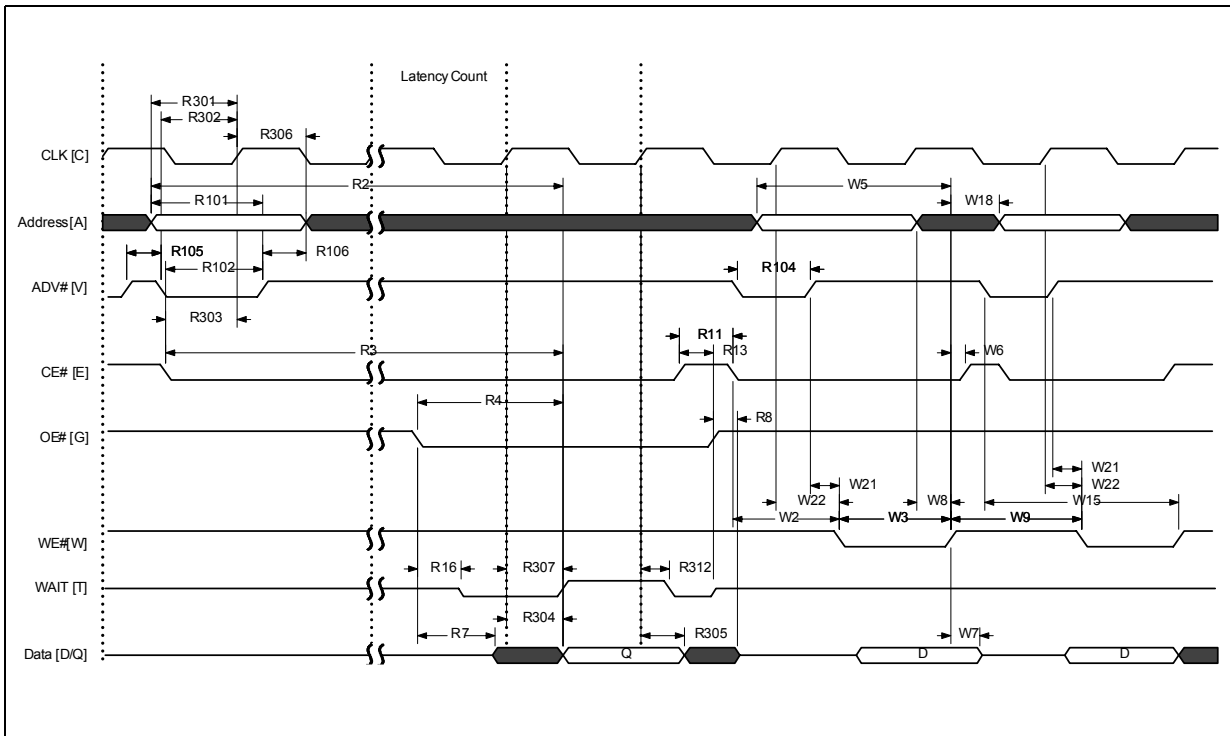 Latency Count
R301
R302
R306
CLK [C]
R2
W5
R101
W18
Address [A]
R105
R106
R102
R104
ADV# [V]
R303
R11
R3
R13
W6
CE# [E]
R4
R8
OE# [G]
W21
W21
W22
W22
W8
W15
W2
W3
W9
WE# [W]
R16
R307
R312
WAIT [T]
R304
R7
R305
W7
Data [D/Q]
Q
D
D